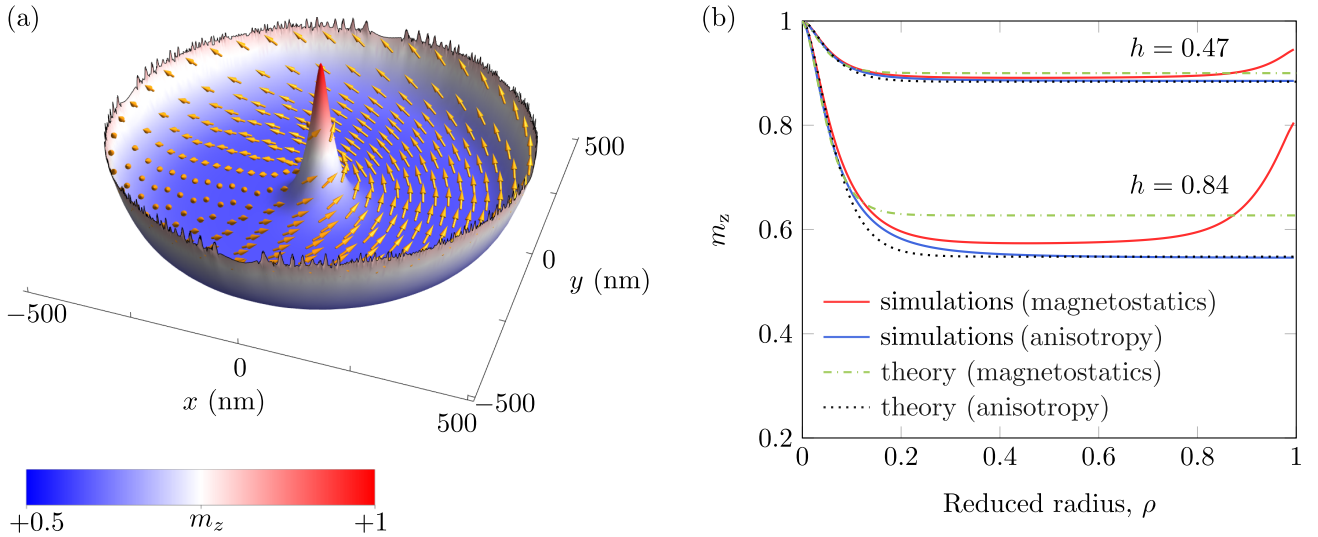 (a)
500
0
y (nm)
−500
0
x (nm)
−500
500
+0.5
m_z
+1
(b)
1
h = 0.47
0.8
h = 0.84
m_z
0.6
simulations (magnetostatics)
simulations (anisotropy)
0.4
theory (magnetostatics)
theory (anisotropy)
0.2
0
0.2
0.4
0.6
0.8
1
Reduced radius, ρ